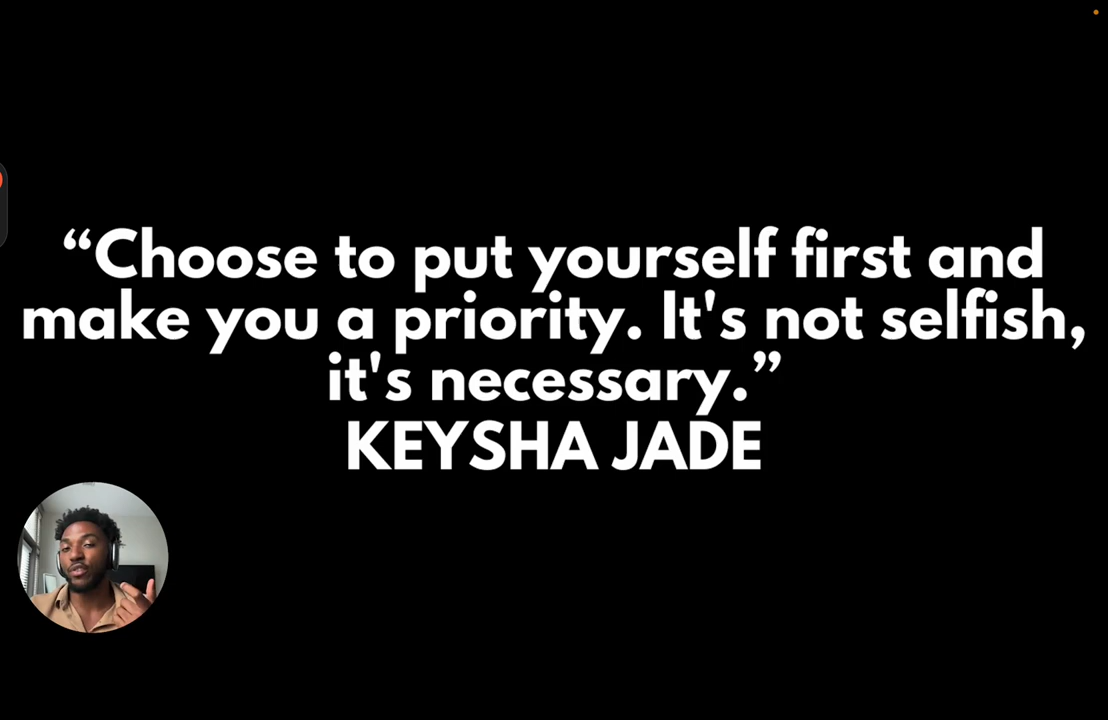 “Choose to put yourself first and
make you a priority. It's not selfish,
it's necessary.”
KEYSHA JADE